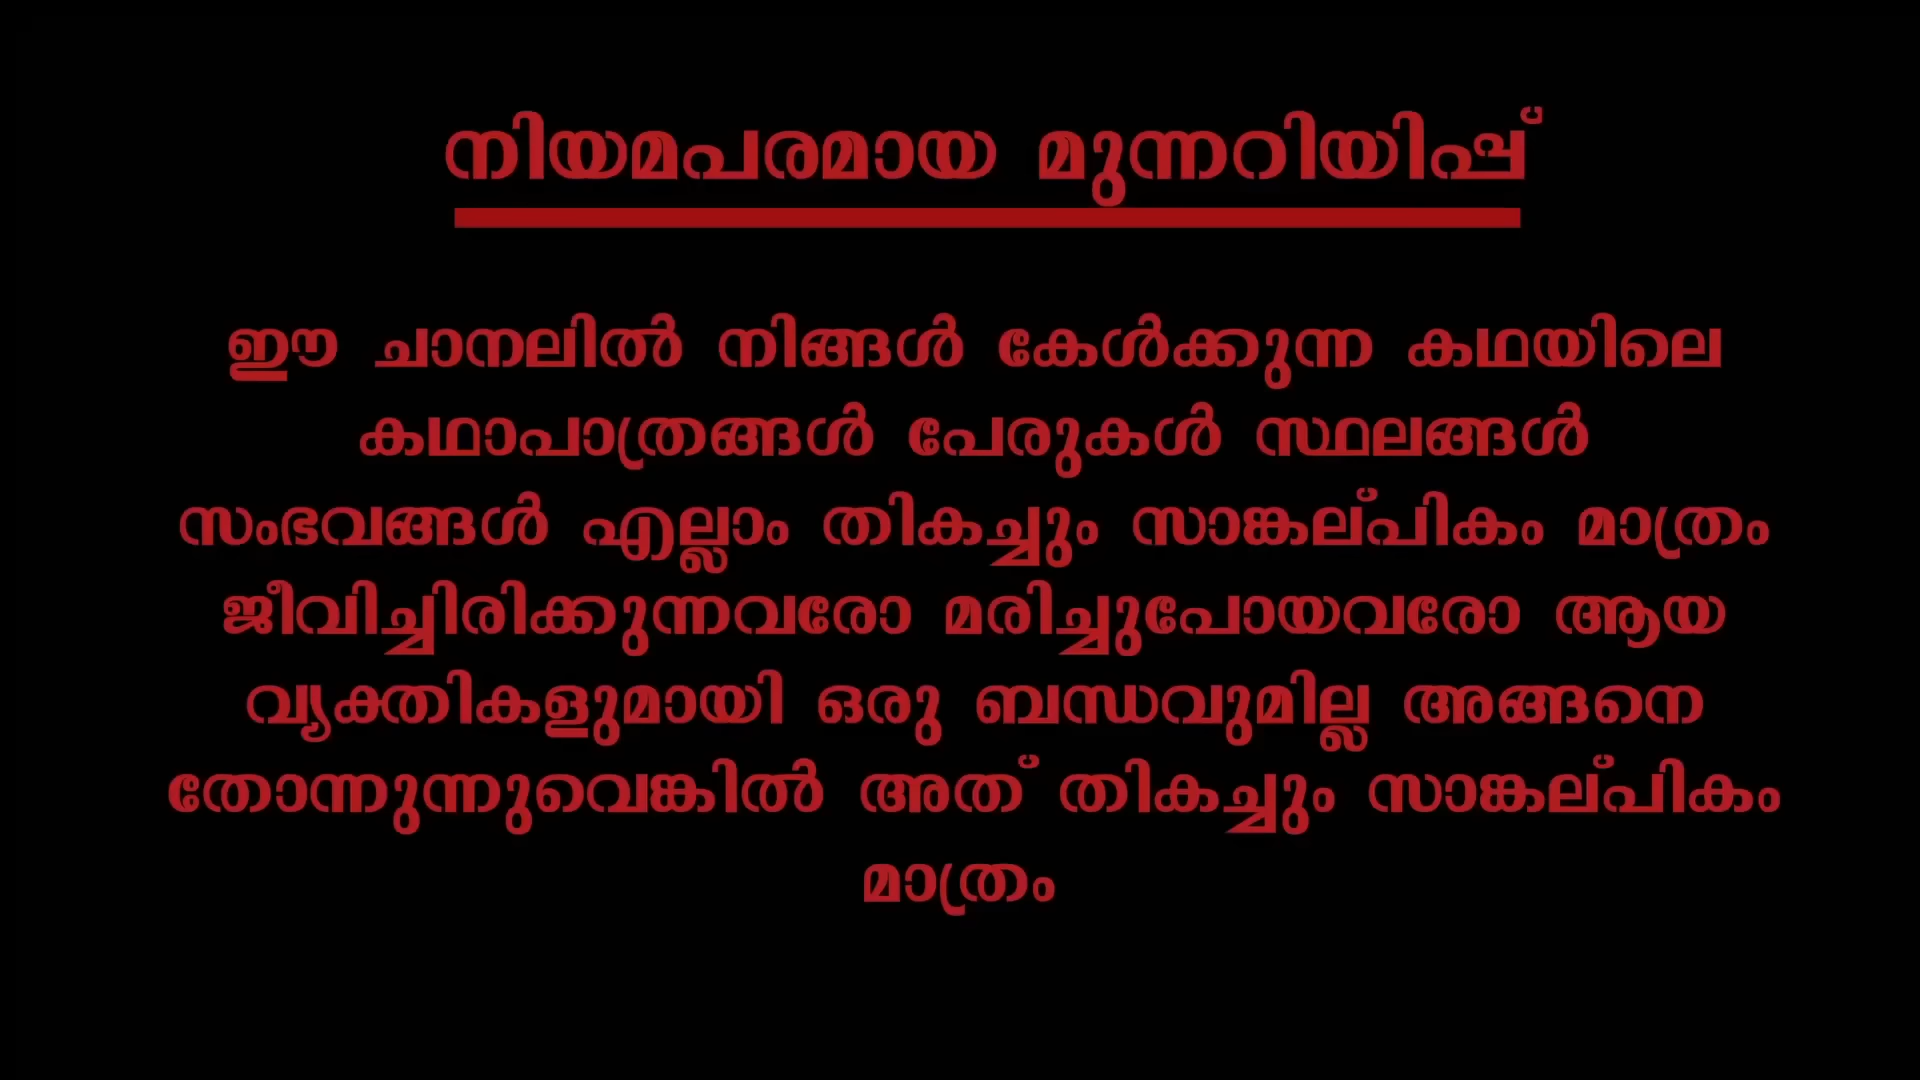 നിയമപരമായ മുന്നറിയിപ്പ്
ഈ ചാനലിൽ നിങ്ങൾ കേൾക്കുന്ന കഥയിലെ
കഥാപാത്രങ്ങൾ പേരുകൾ സ്ഥലങ്ങൾ
സംഭവങ്ങൾ എല്ലാം തികച്ചും സാങ്കല്പികം മാത്രം
ജീവിച്ചിരിക്കുന്നവരോ മരിച്ചുപോയവരോ ആയ
വ്യക്തികളുമായി ഒരു ബന്ധവുമില്ല അങ്ങനെ
തോന്നുന്നുവെങ്കിൽ അത് തികച്ചും സാങ്കല്പികം
മാത്രം